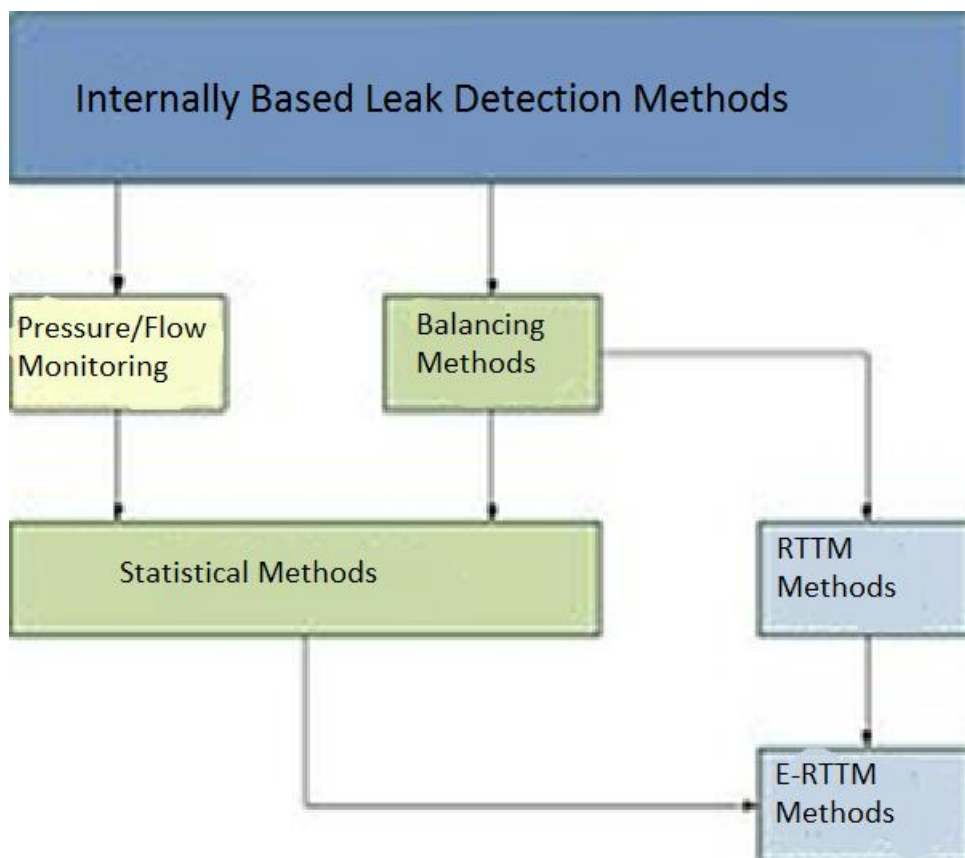 Internally Based Leak Detection Methods
Pressure/Flow
Monitoring
Balancing
Methods
Statistical Methods
RTTM
Methods
E-RTTM
Methods